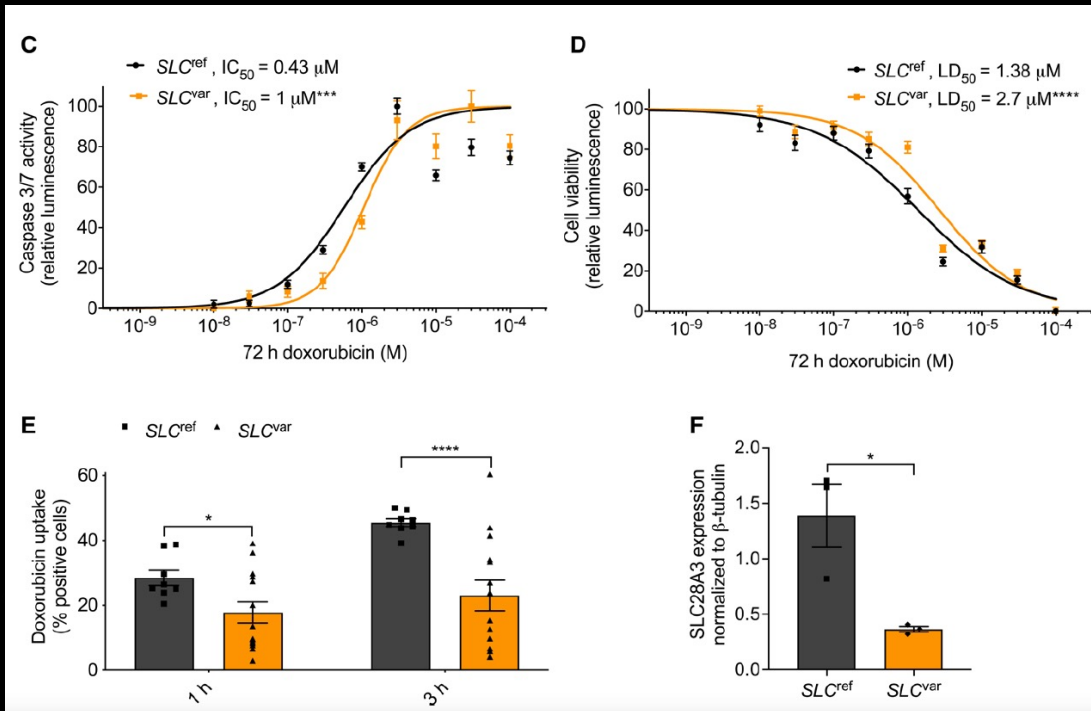 C
SLCref , IC50 = 0.43 µM
SLCvar , IC50 = 1 µM***
Caspase 3/7 activity
(relative luminescence)
100
80
60
40
20
0
10-9 10-8 10-7 10-6 10-5 10-4
72 h doxorubicin (M)
D
SLCref , LD50 = 1.38 µM
SLCvar , LD50 = 2.7 µM****
Cell viability
(relative luminescence)
100
80
60
40
20
0
10-9 10-8 10-7 10-6 10-5 10-4
72 h doxorubicin (M)
E
SLCref SLCvar
Doxorubicin uptake
(% positive cells)
60
40
20
0
*
****
1 h 3 h
F
SLC28A3 expression
normalized to β-tubulin
2.0
1.5
1.0
0.5
0.0
*
SLCref SLCvar